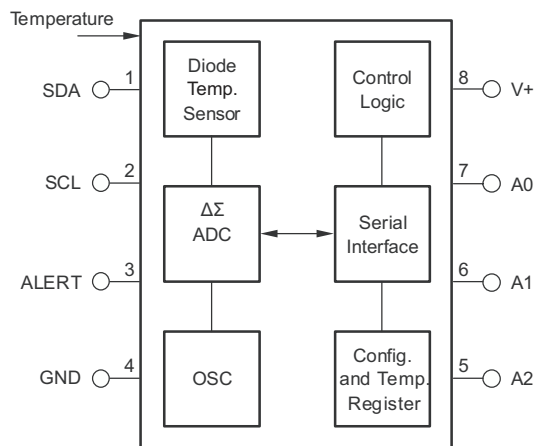 Temperature
1
SDA
Diode
Temp.
Sensor
Control
Logic
8
V+
2
SCL
ΔΣ
ADC
Serial
Interface
7
A0
3
ALERT
6
A1
4
GND
OSC
Config.
and Temp.
Register
5
A2